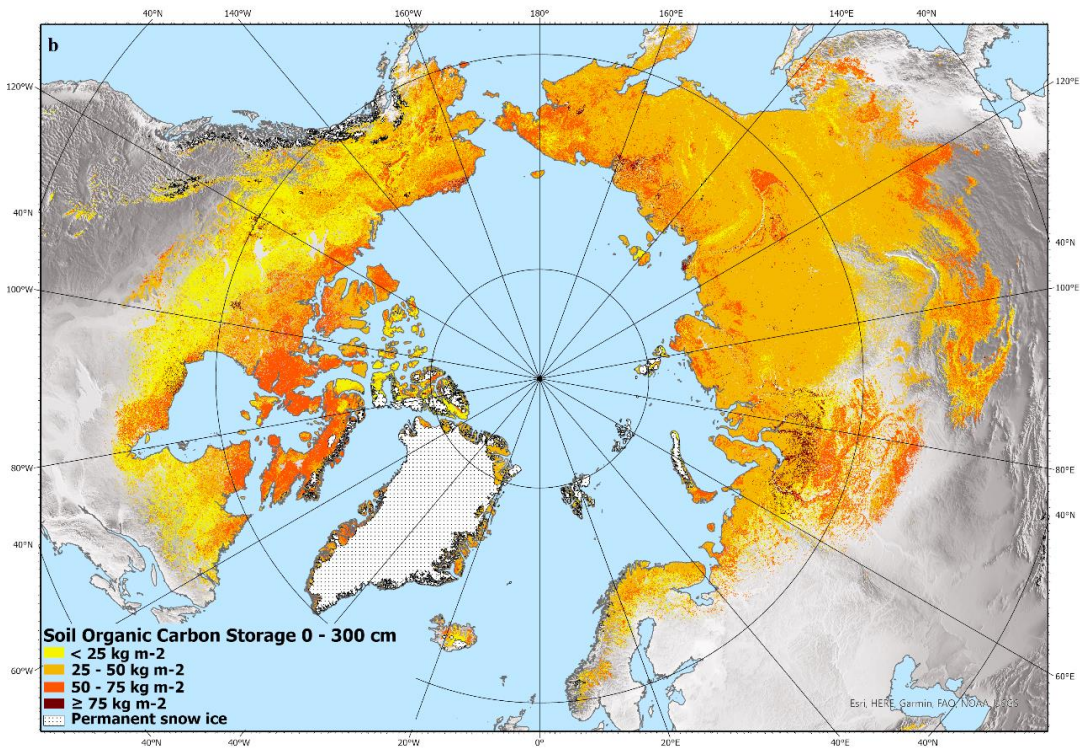 40°N 140°W 160°W 180° 160°E 140°E 40°N
b
120°W
120°E
40°N
40°N
100°W
100°E
80°W
80°E
40°N
40°N
Soil Organic Carbon Storage 0 - 300 cm
< 25 kg m-2
25 - 50 kg m-2
50 - 75 kg m-2
≥ 75 kg m-2
Permanent snow ice
60°W
60°E
Esri, HERE, Garmin, FAO, NOAA, USGS
40°N 40°W 20°W 0° 20°E 40°E 40°N